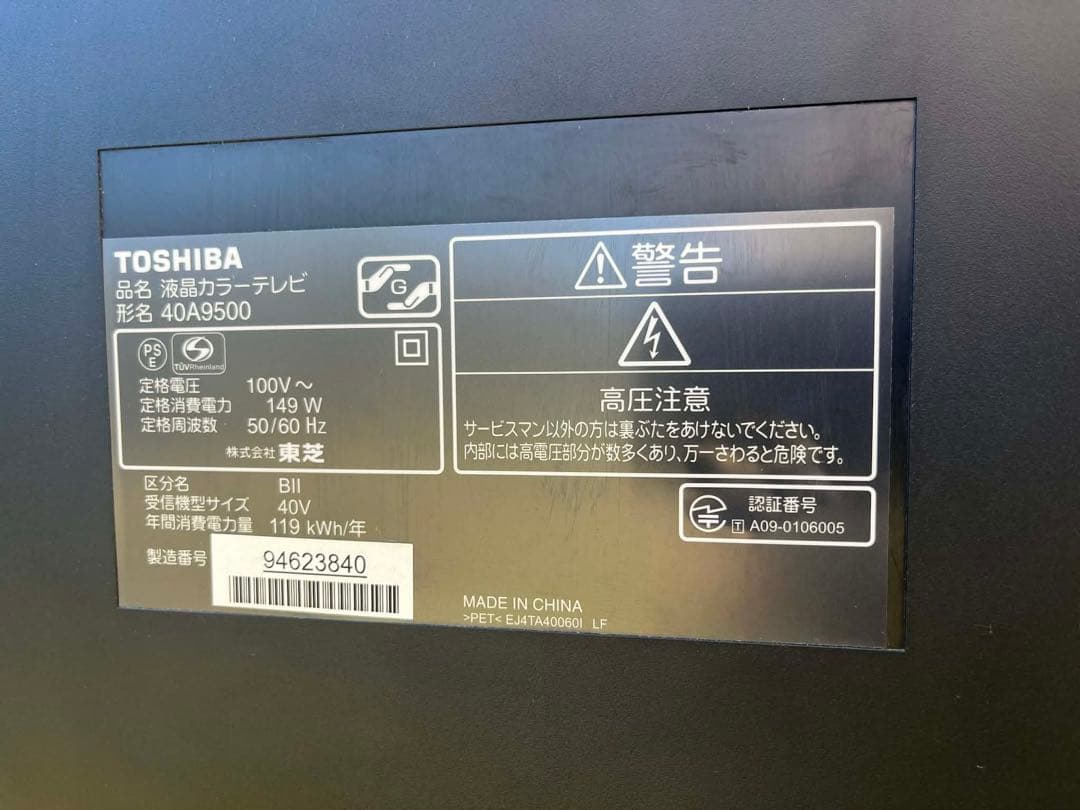 TOSHIBA
品名 液晶カラーテレビ
形名 40A9500
G
PS
E
TÜVRheinland
定格電圧 100V～
定格消費電力 149 W
定格周波数 50/60 Hz
株式会社 東芝
区分名 BII
受信機型サイズ 40V
年間消費電力量 119 kWh/年
製造番号 94623840
警告
高圧注意
サービスマン以外の方は裏ぶたをあけないでください。
内部には高電圧部分が数多くあり、万一さわると危険です。
認証番号
T A09-0106005
MADE IN CHINA
>PET< EJ4TA40060I LF